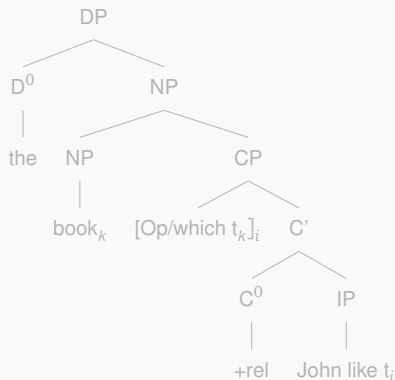 DP
D⁰ NP
the NP CP
bookₖ [Op/which tₖ]ᵢ C'
C⁰ IP
+rel John like tᵢ